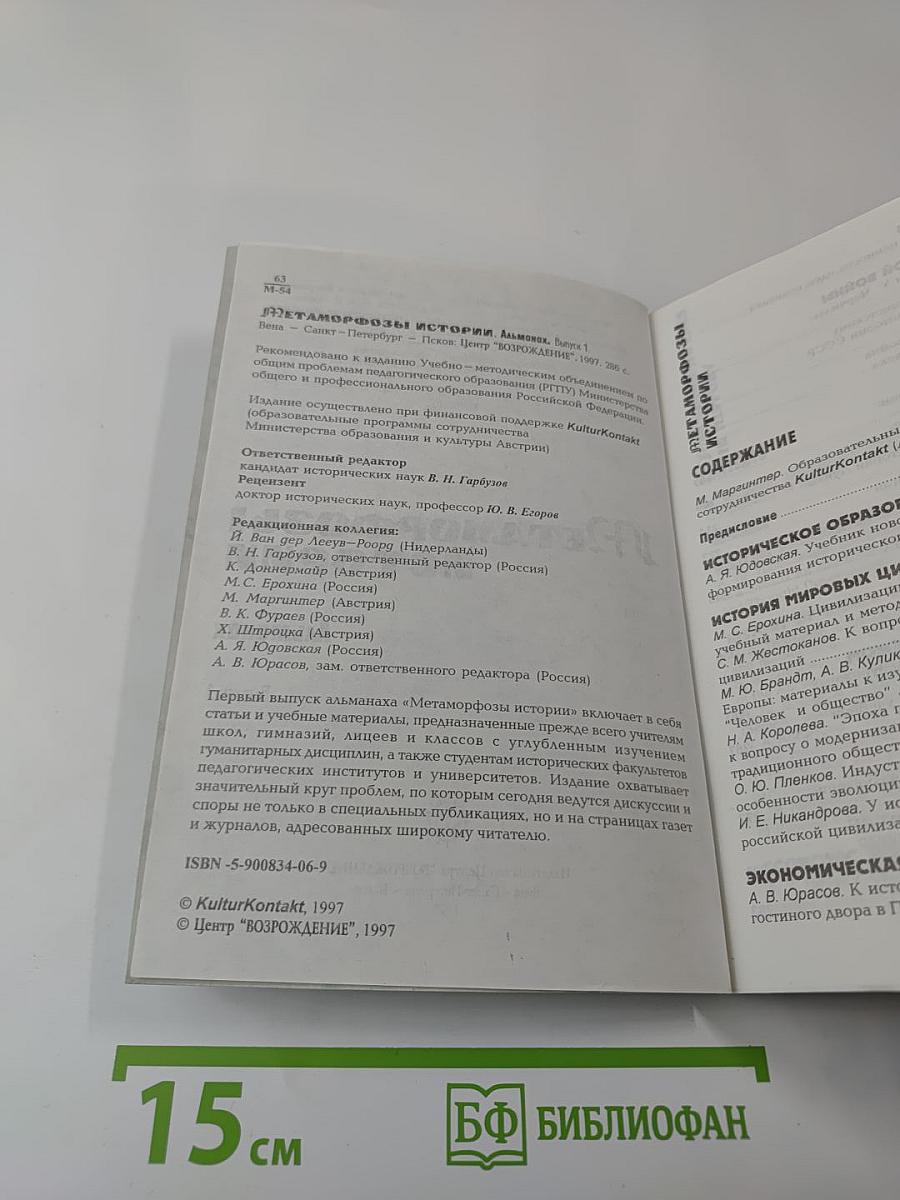 63
М-54
МЕТАМОРФОЗЫ ИСТОРИИ. Альманах. Выпуск 1
Вена – Санкт–Петербург – Псков: Центр "ВОЗРОЖДЕНИЕ", 1997. 286 с.
Рекомендовано к изданию Учебно–методическим объединением по
общим проблемам педагогического образования (РГПУ) Министерства
общего и профессионального образования Российской Федерации.
Издание осуществлено при финансовой поддержке KulturKontakt
(образовательные программы сотрудничества
Министерства образования и культуры Австрии)
Ответственный редактор
кандидат исторических наук В. Н. Гарбузов
Рецензент
доктор исторических наук, профессор Ю. В. Егоров
Редакционная коллегия:
Й. Ван дер Лееув–Роорд (Нидерланды)
В. Н. Гарбузов, ответственный редактор (Россия)
К. Доннермайр (Австрия)
М. С. Ерохина (Россия)
М. Маргинтер (Австрия)
В. К. Фураев (Россия)
Х. Штроцка (Австрия)
А. Я. Юдовская (Россия)
А. В. Юрасов, зам. ответственного редактора (Россия)
Первый выпуск альманаха «Метаморфозы истории» включает в себя
статьи и учебные материалы, предназначенные прежде всего учителям
школ, гимназий, лицеев и классов с углубленным изучением
гуманитарных дисциплин, а также студентам исторических факультетов
педагогических институтов и университетов. Издание охватывает
значительный круг проблем, по которым сегодня ведутся дискуссии и
споры не только в специальных публикациях, но и на страницах газет
и журналов, адресованных широкому читателю.
ISBN -5-900834-06-9
© KulturKontakt, 1997
© Центр "ВОЗРОЖДЕНИЕ", 1997
МЕТАМОРФОЗЫ
ИСТОРИИ
СОДЕРЖАНИЕ
М. Маргинтер. Образовательны
сотрудничества KulturKontakt (
Предисловие
ИСТОРИЧЕСКОЕ ОБРАЗОВ
А. Я. Юдовская. Учебник ново
формирования историческо
ИСТОРИЯ МИРОВЫХ ЦИ
М. С. Ерохина. Цивилизаци
учебный материал и метод
С. М. Жестоканов. К вопро
цивилизаций
М. Ю. Брандт, А. В. Кулик
Европы: материалы к изу
"Человек и общество"
Н. А. Королева. "Эпоха г
к вопросу о модернизац
традиционного общест
О. Ю. Пленков. Индуст
особенности эволюци
И. Е. Никандрова. У ис
российской цивилиза
ЭКОНОМИЧЕСКАЯ
А. В. Юрасов. К исто
гостиного двора в П
15 см
БФ БИБЛИОФАН